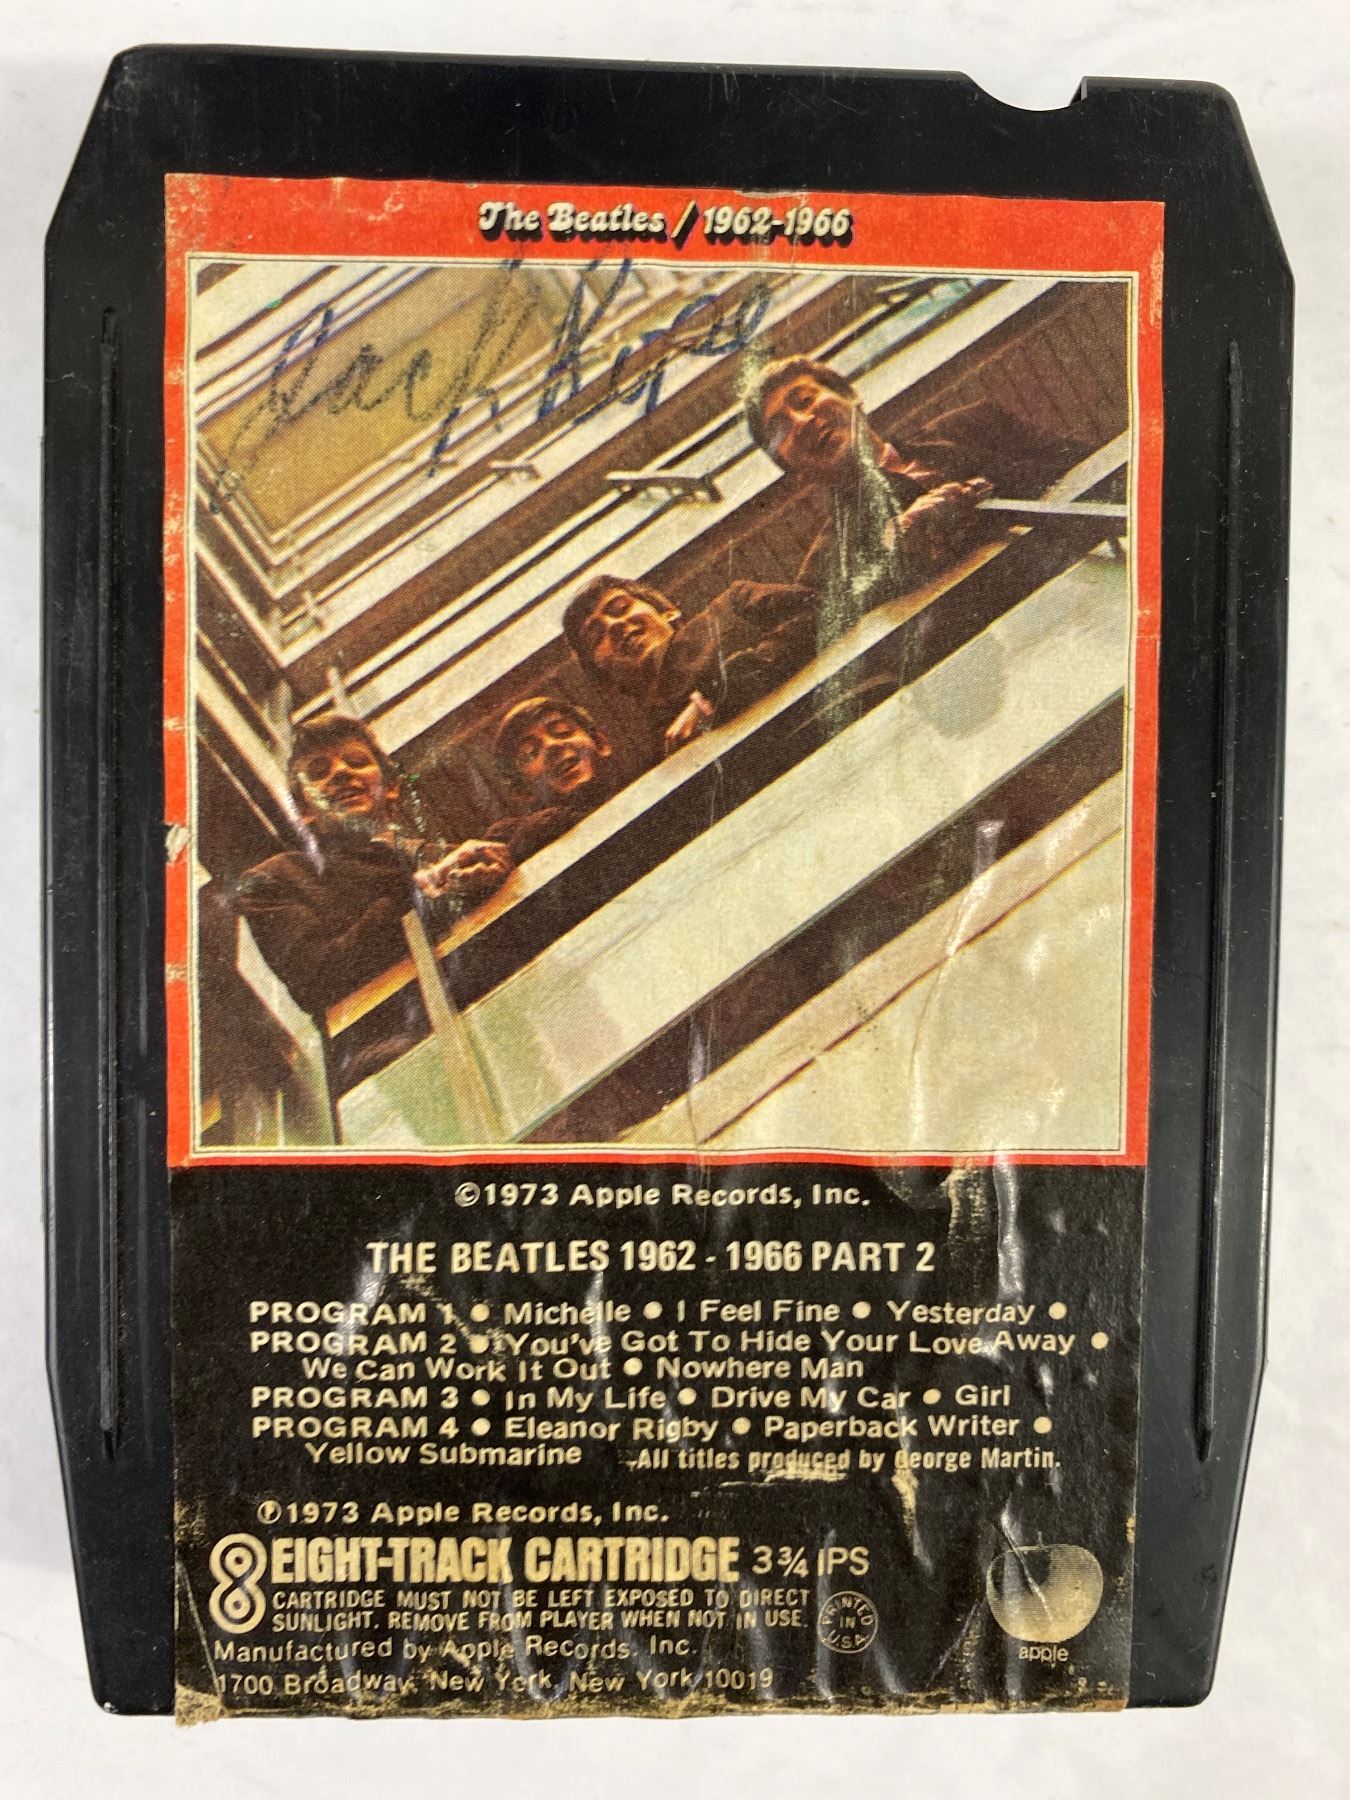 The Beatles / 1962-1966
Jack
©1973 Apple Records, Inc.
THE BEATLES 1962 - 1966 PART 2
PROGRAM 1 • Michelle • I Feel Fine • Yesterday •
PROGRAM 2 • You've Got To Hide Your Love Away •
We Can Work It Out • Nowhere Man
PROGRAM 3 • In My Life • Drive My Car • Girl
PROGRAM 4 • Eleanor Rigby • Paperback Writer •
Yellow Submarine All titles produced by George Martin.
℗1973 Apple Records, Inc.
8 EIGHT-TRACK CARTRIDGE 3¾ IPS
CARTRIDGE MUST NOT BE LEFT EXPOSED TO DIRECT
SUNLIGHT. REMOVE FROM PLAYER WHEN NOT IN USE.
PRINTED
IN
U.S.A.
Manufactured by Apple Records, Inc.
1700 Broadway, New York, New York 10019
apple